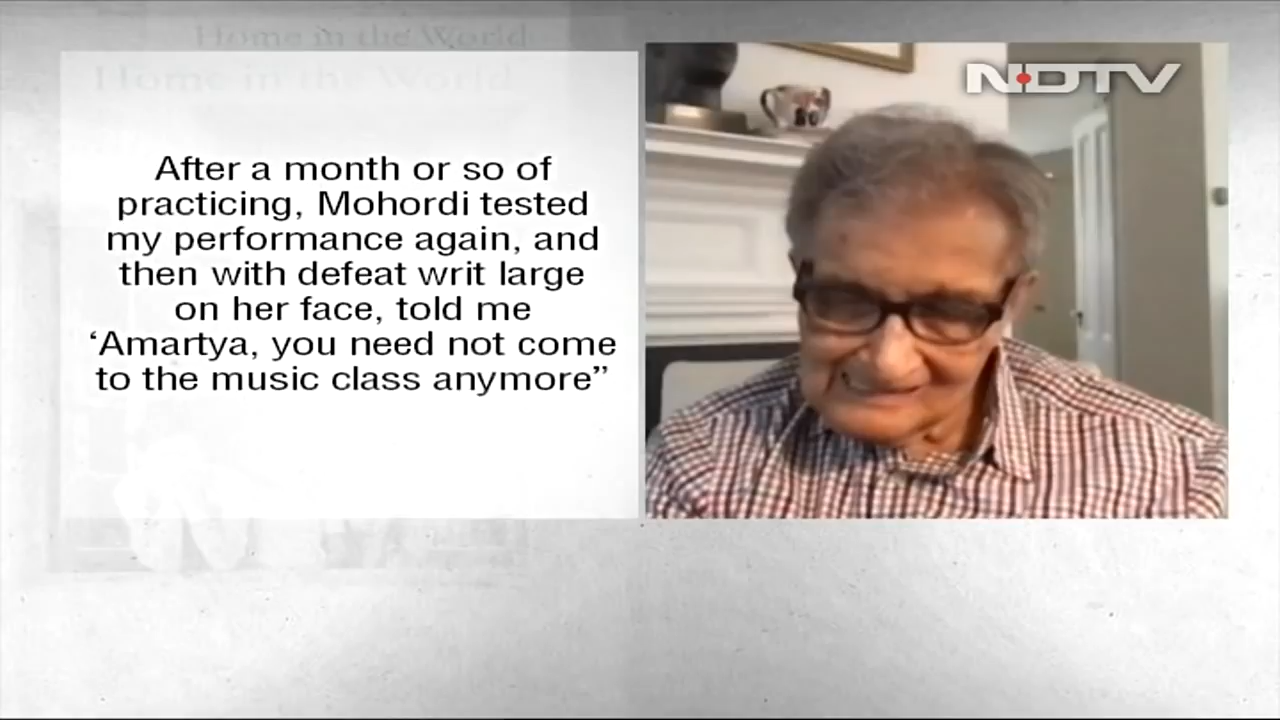 Home in the World
Home in the World
NDTV
After a month or so of
practicing, Mohordi tested
my performance again, and
then with defeat writ large
on her face, told me
‘Amartya, you need not come
to the music class anymore”